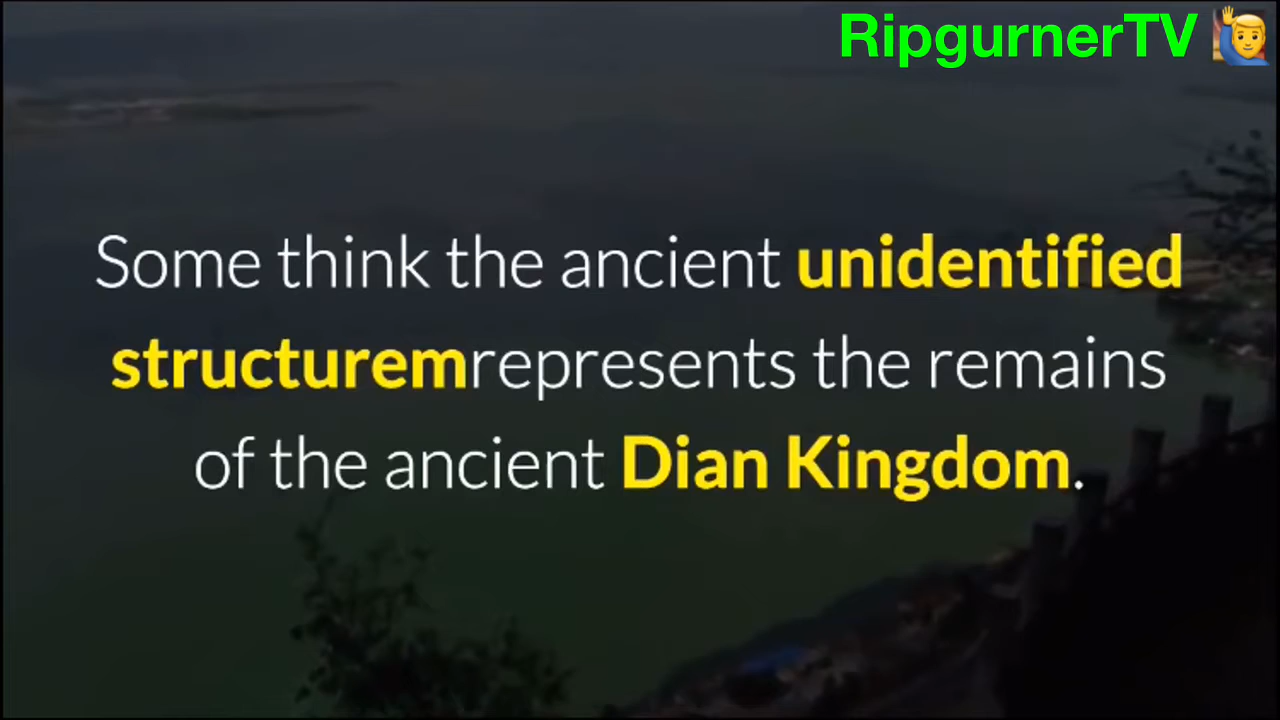 RipgurnerTV
Some think the ancient unidentified
structuremrepresents the remains
of the ancient Dian Kingdom.